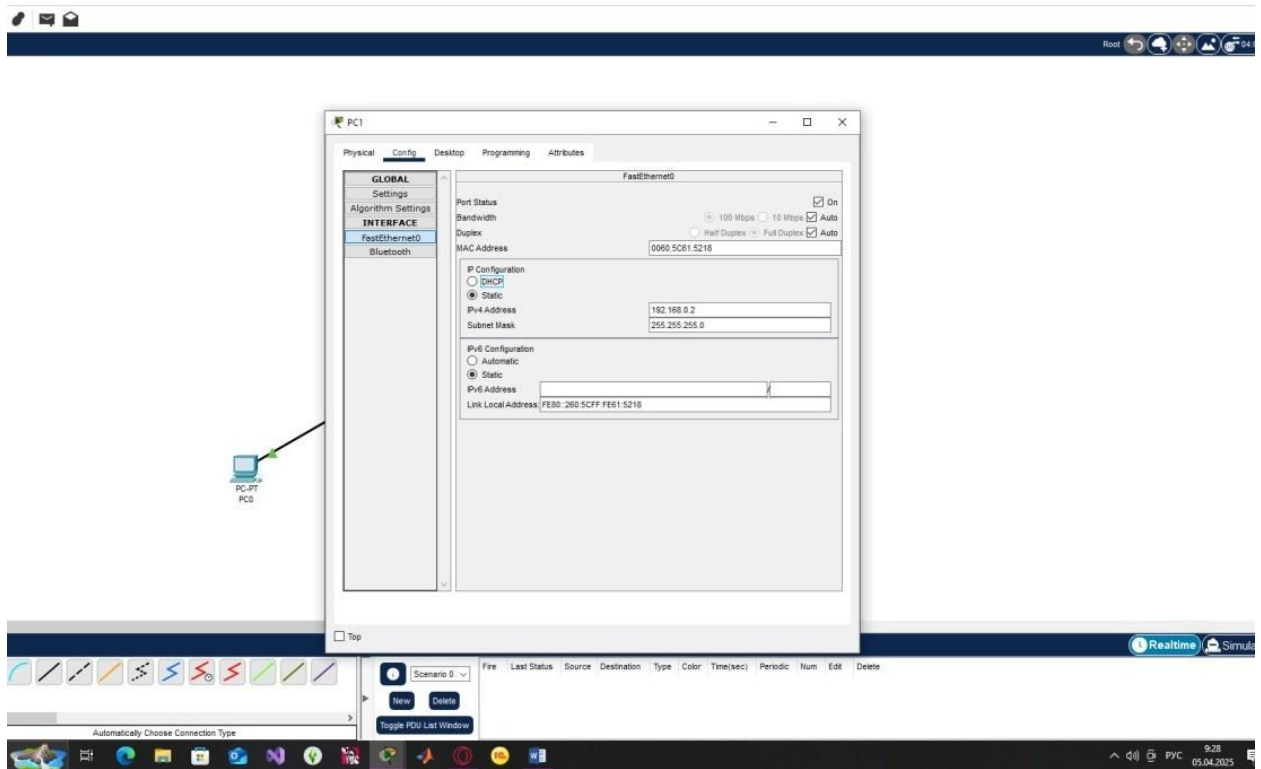 Root
04:0
PC1
Physical Config Desktop Programming Attributes
GLOBAL
Settings
Algorithm Settings
INTERFACE
FastEthernet0
Bluetooth
FastEthernet0
Port Status On
Bandwidth 100 Mbps 10 Mbps Auto
Duplex Half Duplex Full Duplex Auto
MAC Address 0060.5C61.5218
IP Configuration
DHCP
Static
IPv4 Address 192.168.0.2
Subnet Mask 255.255.255.0
IPv6 Configuration
Automatic
Static
IPv6 Address /
Link Local Address: FE80::260:5CFF:FE61:5218
PC-PT
PC0
Top
Realtime Simula
Scenario 0
Fire Last Status Source Destination Type Color Time(sec) Periodic Num Edit Delete
New Delete
Toggle PDU List Window
Automatically Choose Connection Type
РУС
9:28
05.04.2025